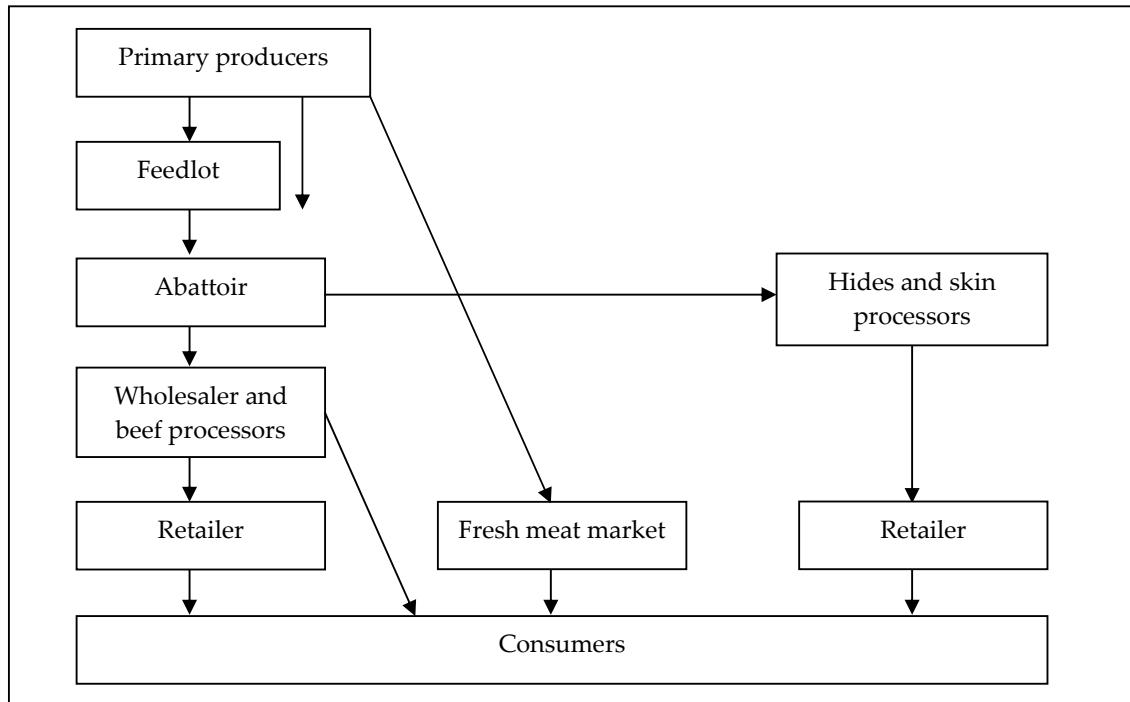 Primary producers
Feedlot
Abattoir
Hides and skin
processors
Wholesaler and
beef processors
Retailer
Fresh meat market
Retailer
Consumers